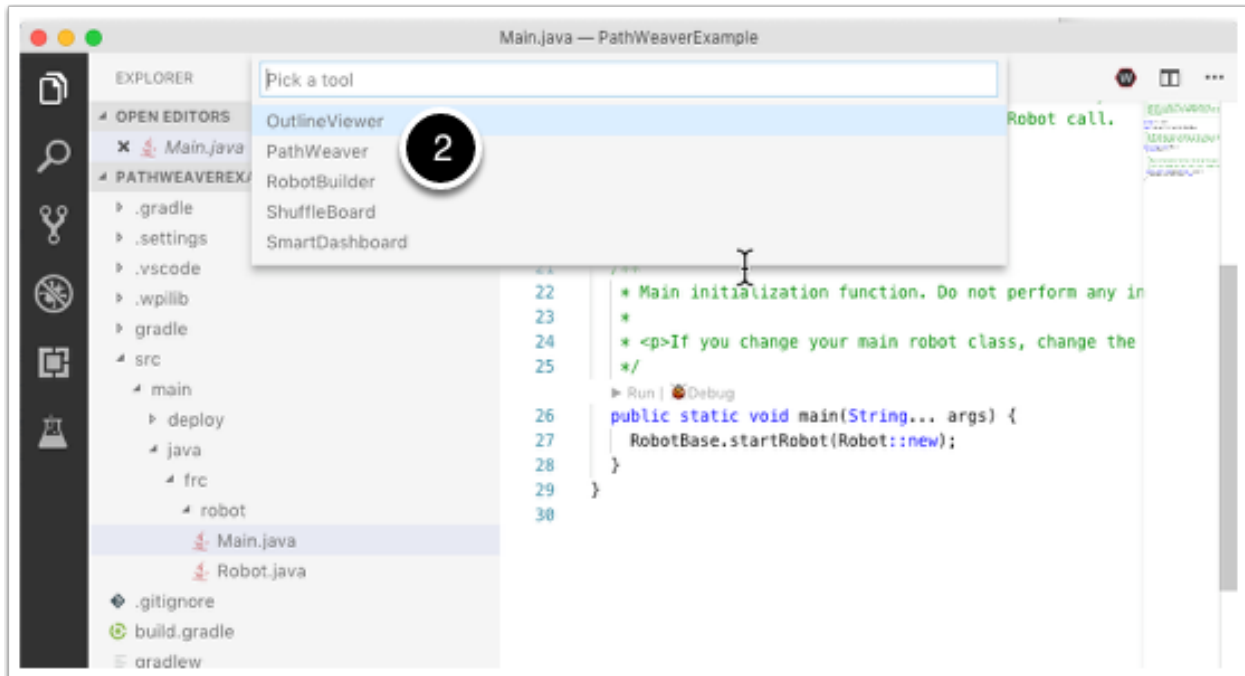 Main.java — PathWeaverExample
EXPLORER
Pick a tool
OPEN EDITORS
OutlineViewer
Robot call.
Main.java
PathWeaver
2
PATHWEAVEREX
RobotBuilder
.gradle
ShuffleBoard
.settings
SmartDashboard
.vscode
21 /**
.wpilib
22 * Main initialization function. Do not perform any in
23 *
gradle
24 * <p>If you change your main robot class, change the
src
25 */
main
Run | Debug
deploy
26 public static void main(String... args) {
java
27 RobotBase.startRobot(Robot::new);
28 }
frc
29 }
robot
30
Main.java
Robot.java
.gitignore
build.gradle
gradlew
W